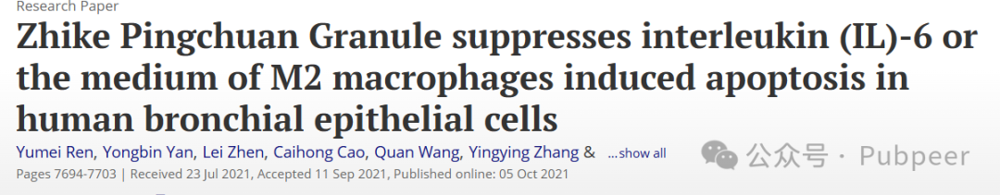 Research Paper
Zhike Pingchuan Granule suppresses interleukin (IL)-6 or
the medium of M2 macrophages induced apoptosis in
human bronchial epithelial cells
Yumei Ren, Yongbin Yan, Lei Zhen, Caihong Cao, Quan Wang, Yingying Zhang & ...show all
Pages 7694-7703 | Received 23 Jul 2021, Accepted 11 Sep 2021, Published online: 05 Oct 2021
公众号 · Pubpeer